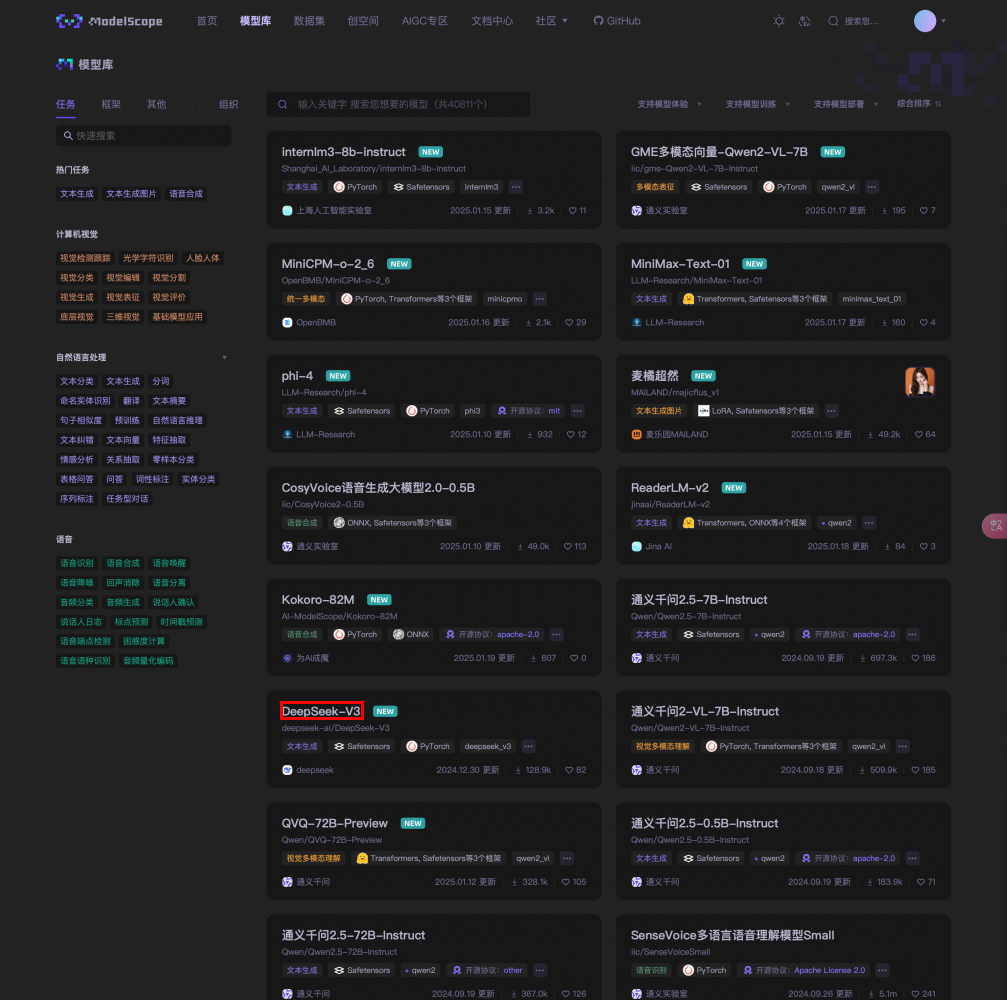 ModelScope 首页 模型库 数据集 创空间 AIGC专区 文档中心 社区 GitHub 搜索您...
模型库
任务 框架 其他 组织
快速搜索
热门任务
文本生成 文本生成图片 语音合成
计算机视觉
视觉检测跟踪 光学字符识别 人脸人体
视觉分类 视觉编辑 视觉分割
视觉生成 视觉表征 视觉评价
底层视觉 三维视觉 基础模型应用
自然语言处理
文本分类 文本生成 分词
命名实体识别 翻译 文本摘要
句子相似度 预训练 自然语言推理
文本纠错 文本向量 特征抽取
情感分析 关系抽取 零样本分类
表格问答 问答 词性标注 实体分类
序列标注 任务型对话
语音
语音识别 语音合成 语音唤醒
语音降噪 回声消除 语音分离
音频分类 音频生成 说话人确认
说话人日志 标点预测 时间戳预测
语音端点检测 困惑度计算
语音语种识别 音频量化编码
输入关键字 搜索您想要的模型（共40811个）
支持模型体验 支持模型训练 支持模型部署 综合排序
internlm3-8b-instruct NEW
Shanghai_AI_Laboratory/internlm3-8b-instruct
文本生成 PyTorch Safetensors internlm3 ...
上海人工智能实验室 2025.01.15 更新 3.2k 11
GME多模态向量-Qwen2-VL-7B NEW
iic/gme-Qwen2-VL-7B-Instruct
多模态表征 Safetensors PyTorch qwen2_vl ...
通义实验室 2025.01.17 更新 195 7
MiniCPM-o-2_6 NEW
OpenBMB/MiniCPM-o-2_6
统一多模态 PyTorch, Transformers等3个框架 minicpmo ...
OpenBMB 2025.01.16 更新 2.1k 29
MiniMax-Text-01 NEW
LLM-Research/MiniMax-Text-01
文本生成 Transformers, Safetensors等3个框架 minimax_text_01
LLM-Research 2025.01.17 更新 160 4
phi-4 NEW
LLM-Research/phi-4
文本生成 Safetensors PyTorch phi3 开源协议：mit ...
LLM-Research 2025.01.10 更新 932 12
麦橘超然 NEW
MAILAND/majicflus_v1
文本生成图片 LoRA, Safetensors等3个框架 ...
麦乐园MAILAND 2025.01.15 更新 49.2k 64
CosyVoice语音生成大模型2.0-0.5B
iic/CosyVoice2-0.5B
语音合成 ONNX, Safetensors等3个框架
通义实验室 2025.01.10 更新 49.0k 113
ReaderLM-v2 NEW
jinaai/ReaderLM-v2
文本生成 Transformers, ONNX等4个框架 qwen2 ...
Jina AI 2025.01.18 更新 84 3
Kokoro-82M NEW
AI-ModelScope/Kokoro-82M
语音合成 PyTorch ONNX 开源协议：apache-2.0 ...
为AI成魔 2025.01.19 更新 607 0
通义千问2.5-7B-Instruct
Qwen/Qwen2.5-7B-Instruct
文本生成 Safetensors qwen2 开源协议：apache-2.0 ...
通义千问 2024.09.19 更新 697.3k 186
DeepSeek-V3 NEW
deepseek-ai/DeepSeek-V3
文本生成 Safetensors PyTorch deepseek_v3 ...
deepseek 2024.12.30 更新 128.9k 82
通义千问2-VL-7B-Instruct
Qwen/Qwen2-VL-7B-Instruct
视觉多模态理解 PyTorch, Transformers等3个框架 qwen2_vl ...
通义千问 2024.09.18 更新 509.9k 185
QVQ-72B-Preview NEW
Qwen/QVQ-72B-Preview
视觉多模态理解 Transformers, Safetensors等3个框架 qwen2_vl ...
通义千问 2025.01.12 更新 328.1k 105
通义千问2.5-0.5B-Instruct
Qwen/Qwen2.5-0.5B-Instruct
文本生成 Safetensors qwen2 开源协议：apache-2.0 ...
通义千问 2024.09.19 更新 183.9k 71
通义千问2.5-72B-Instruct
Qwen/Qwen2.5-72B-Instruct
文本生成 Safetensors qwen2 开源协议：other ...
通义千问 2024.09.19 更新 367.0k 126
SenseVoice多语言语音理解模型Small
iic/SenseVoiceSmall
语音识别 PyTorch 开源协议：Apache License 2.0 ...
通义实验室 2024.09.26 更新 5.1m 241